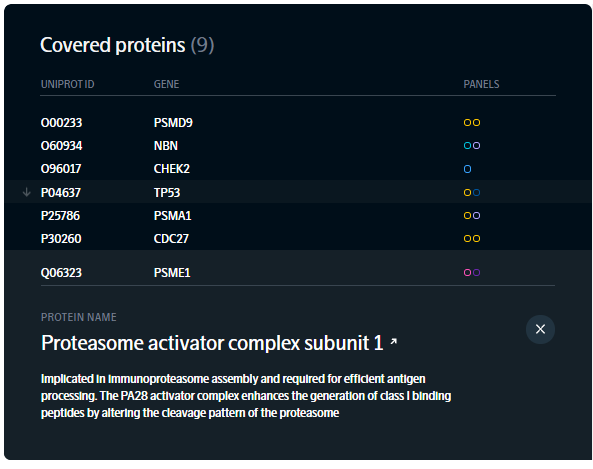 Covered proteins (9)
UNIPROT ID GENE PANELS
O00233 PSMD9
O60934 NBN
O96017 CHEK2
P04637 TP53
P25786 PSMA1
P30260 CDC27
Q06323 PSME1
PROTEIN NAME
Proteasome activator complex subunit 1
Implicated in immunoproteasome assembly and required for efficient antigen
processing. The PA28 activator complex enhances the generation of class I binding
peptides by altering the cleavage pattern of the proteasome